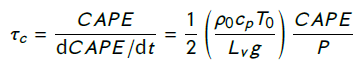 τ_c = CAPE / (dCAPE/dt) = 1/2 (ρ_0 c_p T_0 / L_v g) CAPE / P